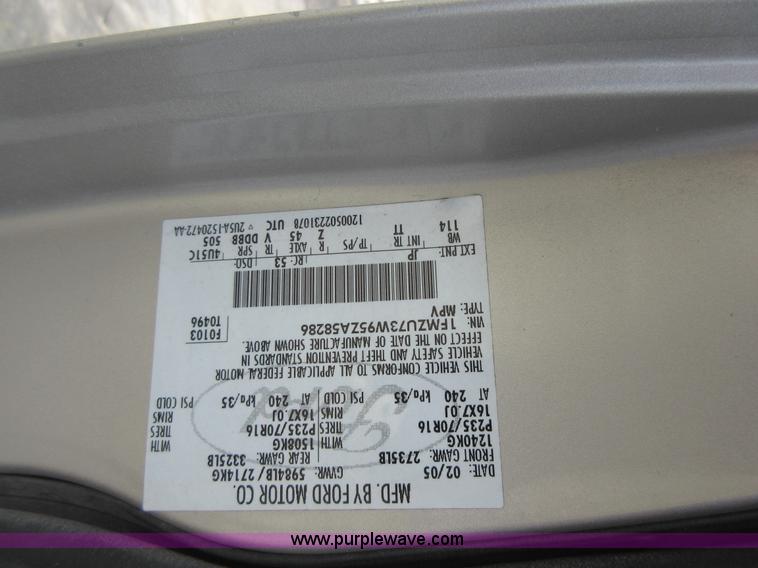 MFD. BY FORD MOTOR CO.
DATE: 02/05 GVWR: 5984LB/2714KG
FRONT GAWR: 2735LB REAR GAWR: 3325LB
1240KG WITH 1508KG WITH
P235/70R16 TIRES P235/70R16 TIRES
16X7.0J RIMS 16X7.0J RIMS
AT 240 kPa/35 PSI COLD AT 240 kPa/35 PSI COLD
Ford
THIS VEHICLE CONFORMS TO ALL APPLICABLE FEDERAL MOTOR
VEHICLE SAFETY AND THEFT PREVENTION STANDARDS IN
EFFECT ON THE DATE OF MANUFACTURE SHOWN ABOVE.
VIN: 1FMZU73W95ZA58286 F0103
TYPE: MPV T0496
EXT PNT: JP RC: 53 DSO:
WB INT TR TP/PS R AXLE TR SPR 4U51C
114 TT Z 45 V DDBB 505
1200502231078 UTC ▽ 2U5A-1520472-AA
www.purplewave.com